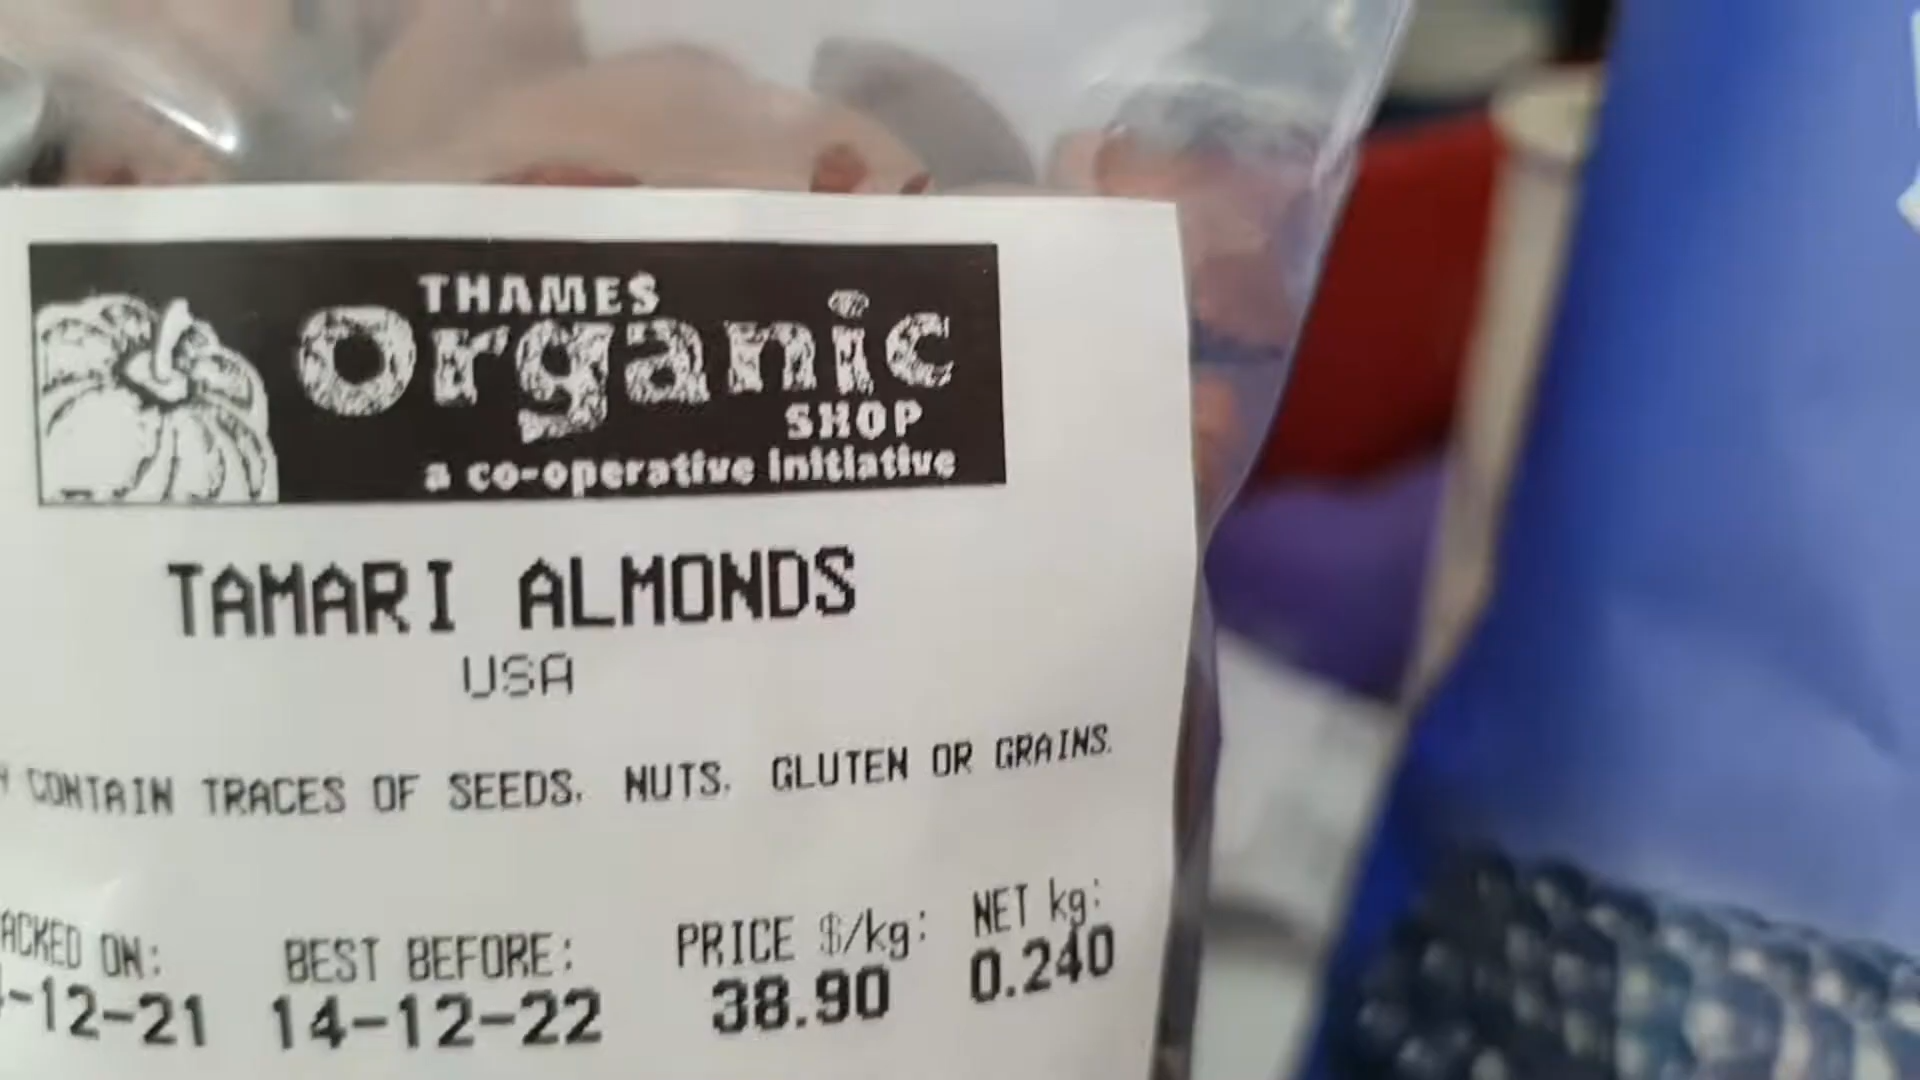 THAMES
organic
SHOP
a co-operative initiative
TAMARI ALMONDS
USA
CONTAIN TRACES OF SEEDS, NUTS, GLUTEN OR GRAINS.
ACKED ON: BEST BEFORE: PRICE $/kg: NET kg:
-12-21 14-12-22 38.90 0.240